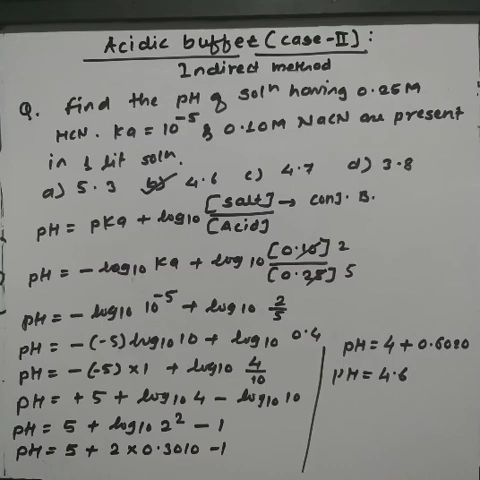 Acidic buffer (case-II):
Indirect method
Q. find the pH of soln having 0.25M
HCN. Ka = 10⁻⁵ & 0.10M NaCN are present
in 1 lit soln.
a) 5.3 b) 4.6 c) 4.7 d) 3.8
pH = pKa + log10 [salt]/[Acid] → conj. B.
pH = -log10 Ka + log10 [0.10] 2/[0.25] 5
pH = -log10 10⁻⁵ + log10 2/5
pH = -(-5) log10 10 + log10 0.4
pH = -(-5) x 1 + log10 4/10
pH = +5 + log10 4 - log10 10
pH = 5 + log10 2² - 1
pH = 5 + 2 x 0.3010 - 1
pH = 4 + 0.6020
pH = 4.6